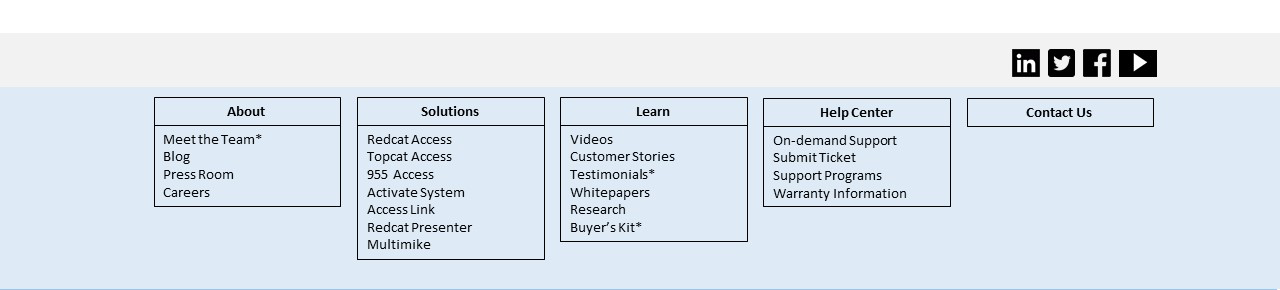 About
Meet the Team*
Blog
Press Room
Careers
Solutions
Redcat Access
Topcat Access
955 Access
Activate System
Access Link
Redcat Presenter
Multimike
Learn
Videos
Customer Stories
Testimonials*
Whitepapers
Research
Buyer’s Kit*
Help Center
On-demand Support
Submit Ticket
Support Programs
Warranty Information
Contact Us